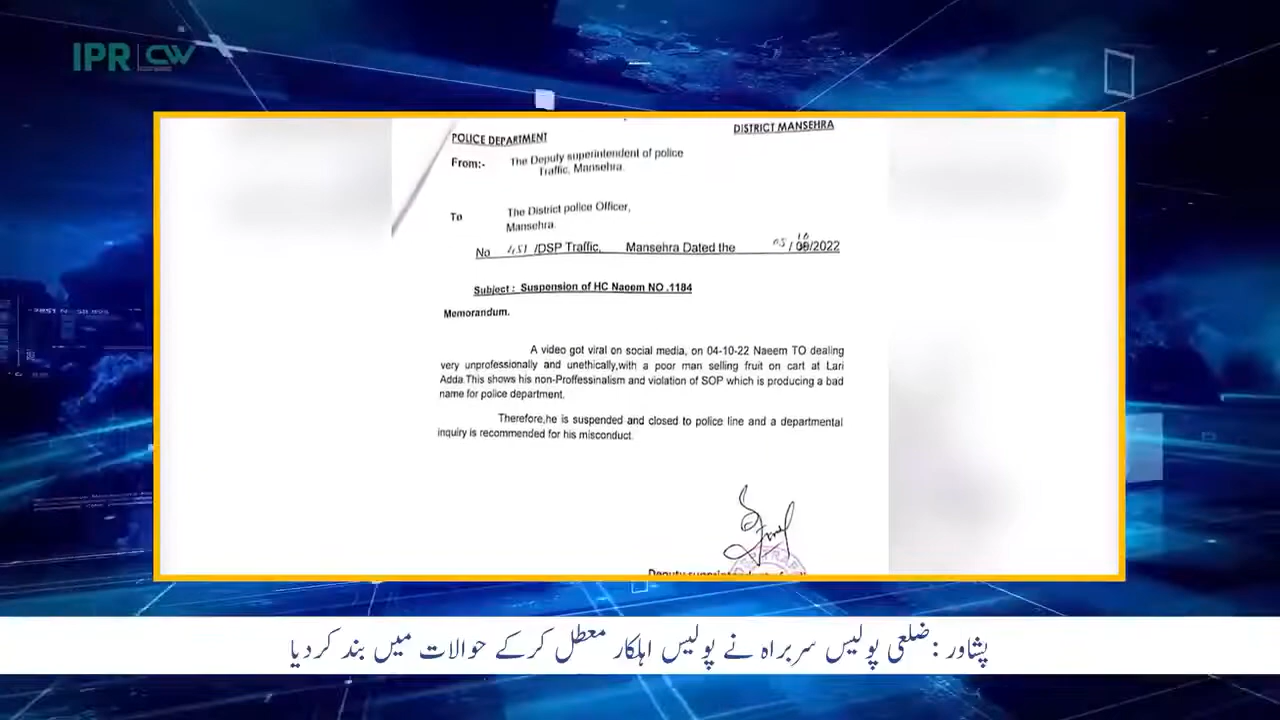 IPR CW
POLICE DEPARTMENT
DISTRICT MANSEHRA
From:- The Deputy superintendent of police
Traffic, Mansehra.
To The District police Officer,
Mansehra.
No 451 /DSP Traffic, Mansehra Dated the 05/10/2022
Subject : Suspension of HC Naeem NO .1184
Memorandum.
A video got viral on social media, on 04-10-22 Naeem TO dealing
very unprofessionally and unethically,with a poor man selling fruit on cart at Lari
Adda.This shows his non-Proffessinalism and violation of SOP which is producing a bad
name for police department.
Therefore,he is suspended and closed to police line and a departmental
inquiry is recommended for his misconduct.
پشاور :ضلعی پولیس سربراہ نے پولیس اہلکار معطل کرکے حوالات میں بند کردیا